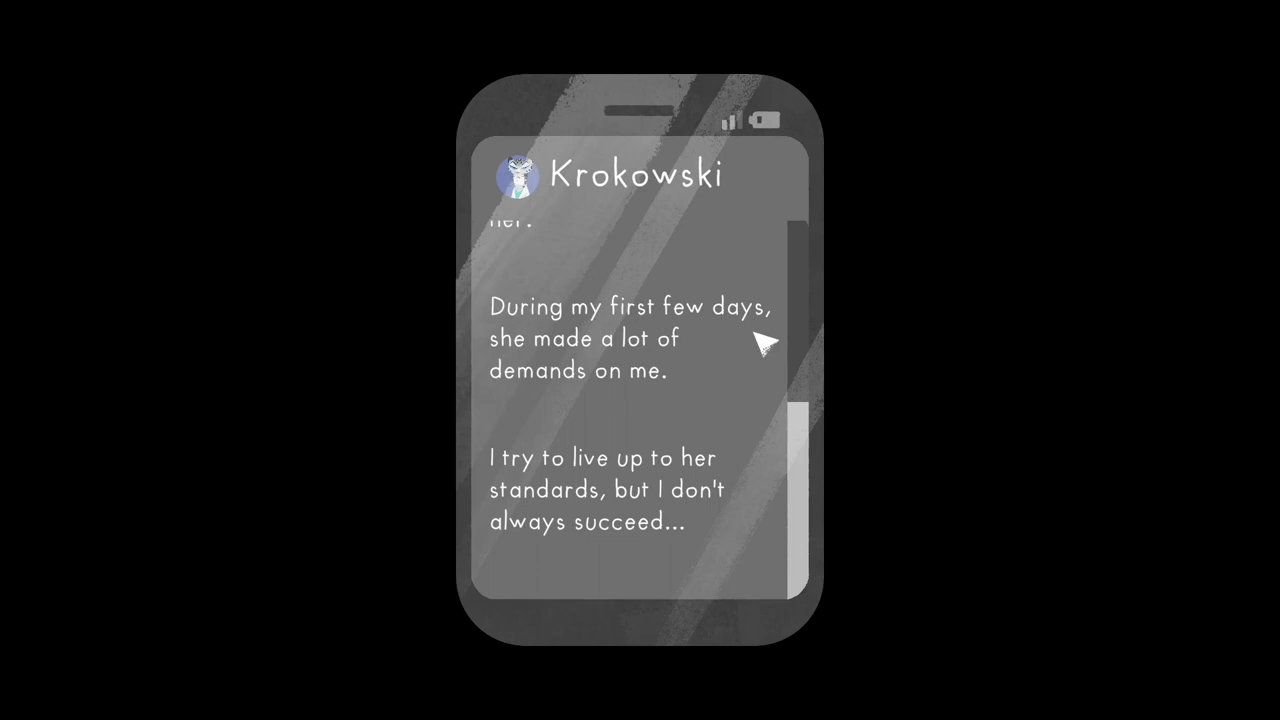 Krokowski
her.
During my first few days,
she made a lot of
demands on me.
I try to live up to her
standards, but I don't
always succeed...